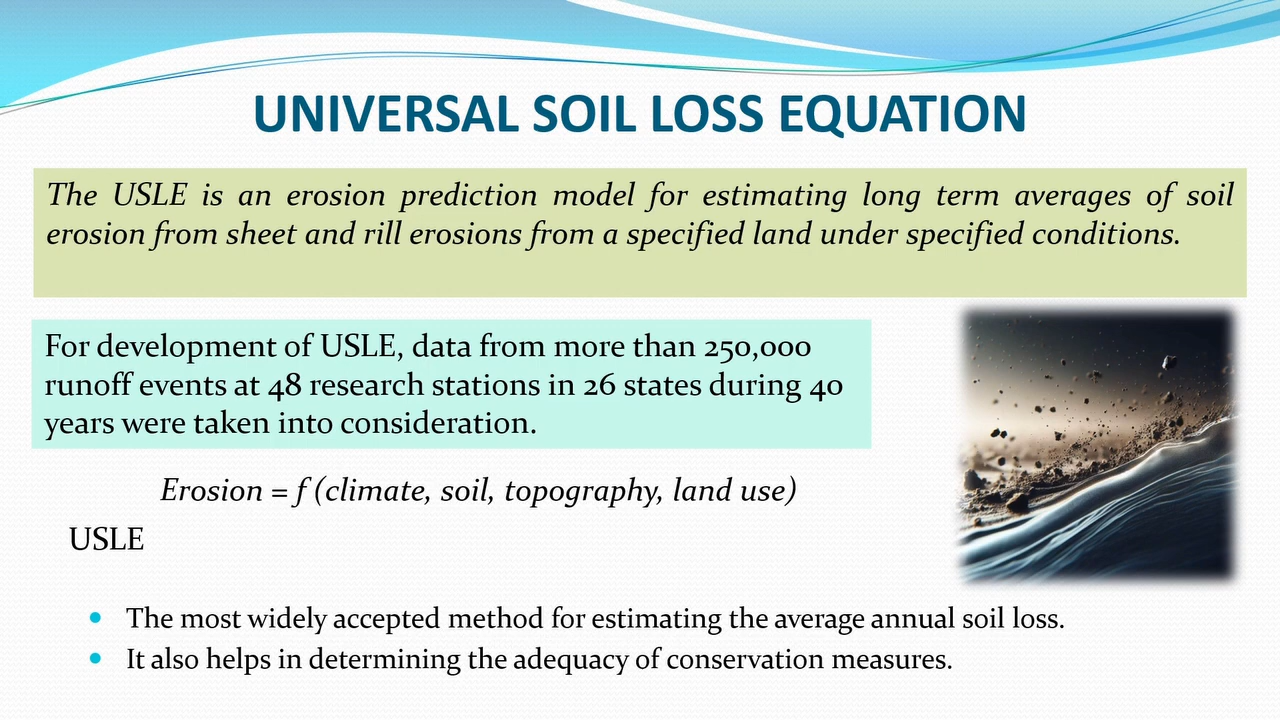 UNIVERSAL SOIL LOSS EQUATION
The USLE is an erosion prediction model for estimating long term averages of soil
erosion from sheet and rill erosions from a specified land under specified conditions.
For development of USLE, data from more than 250,000
runoff events at 48 research stations in 26 states during 40
years were taken into consideration.
Erosion = f (climate, soil, topography, land use)
USLE
• The most widely accepted method for estimating the average annual soil loss.
• It also helps in determining the adequacy of conservation measures.